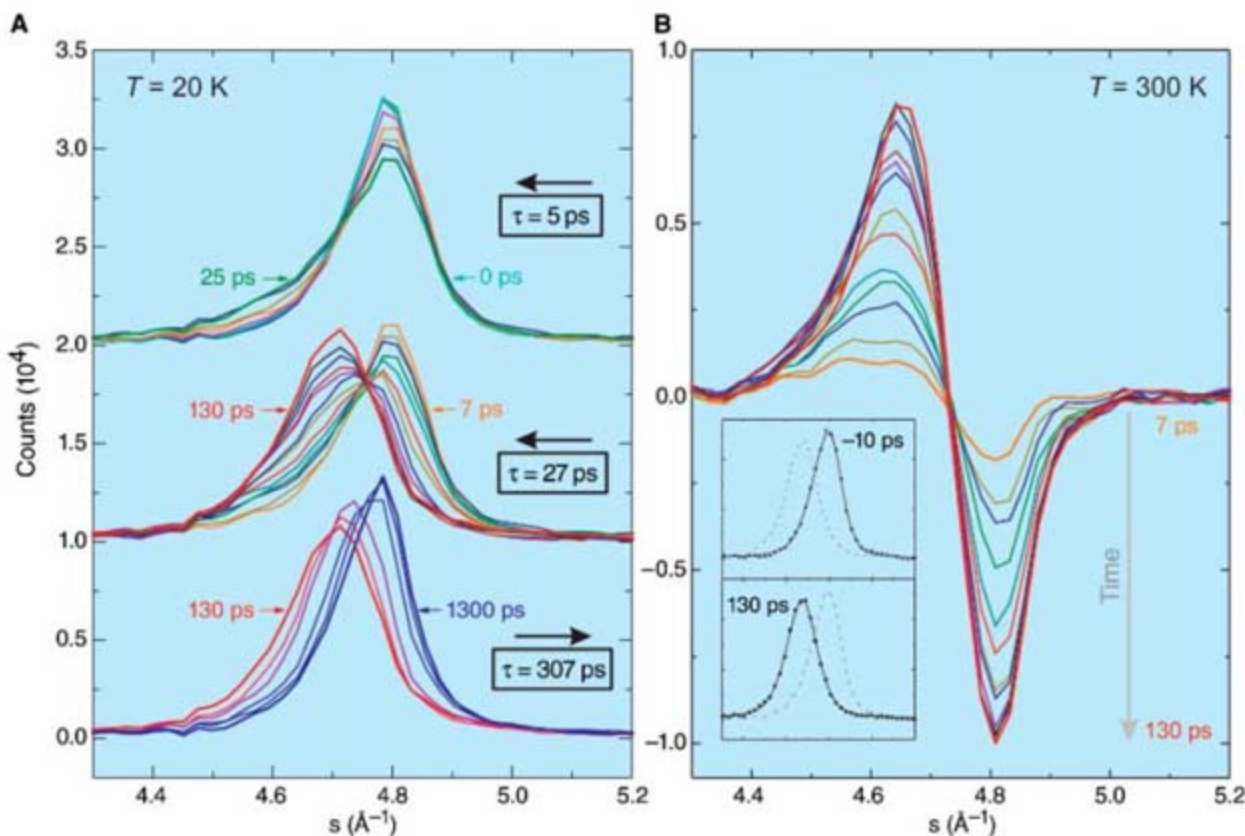 A
T = 20 K
3.5
3.0
2.5
2.0
1.5
1.0
0.5
0.0
Counts (10⁴)
τ = 5 ps
25 ps
0 ps
130 ps
7 ps
τ = 27 ps
130 ps
1300 ps
τ = 307 ps
4.4 4.6 4.8 5.0 5.2
s (Å⁻¹)
B
T = 300 K
1.0
0.5
0.0
−0.5
−1.0
7 ps
Time
130 ps
−10 ps
130 ps
4.4 4.6 4.8 5.0 5.2
s (Å⁻¹)